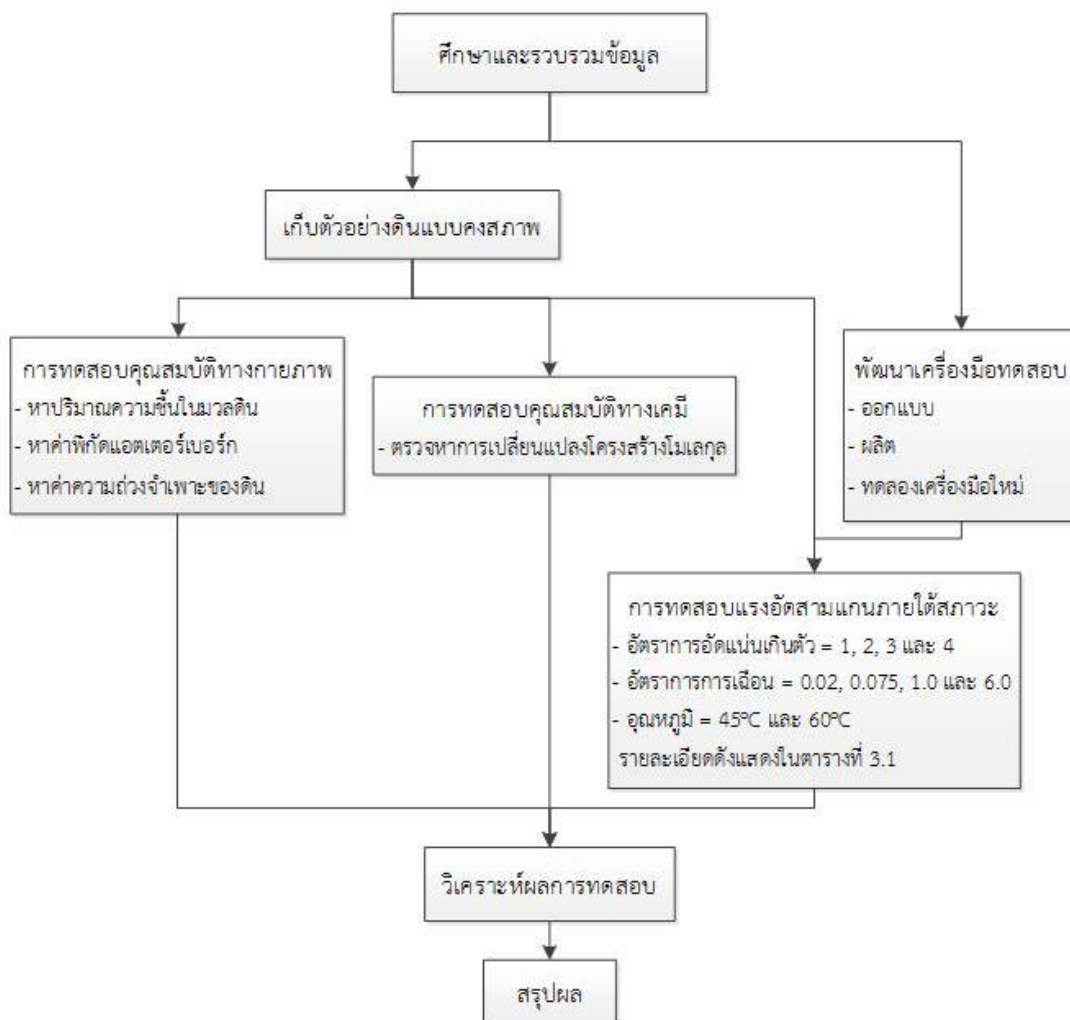 ศึกษาและรวบรวมข้อมูล
เก็บตัวอย่างดินแบบคงสภาพ
การทดสอบคุณสมบัติทางกายภาพ
- หาปริมาณความชื้นในมวลดิน
- หาค่าพิกัดแอตเตอร์เบอร์ก
- หาค่าความถ่วงจำเพาะของดิน
การทดสอบคุณสมบัติทางเคมี
- ตรวจหาการเปลี่ยนแปลงโครงสร้างโมเลกุล
พัฒนาเครื่องมือทดสอบ
- ออกแบบ
- ผลิต
- ทดลองเครื่องมือใหม่
การทดสอบแรงอัดสามแกนภายใต้สภาวะ
- อัตราการอัดแน่นเกินตัว = 1, 2, 3 และ 4
- อัตราการการเฉือน = 0.02, 0.075, 1.0 และ 6.0
- อุณหภูมิ = 45°C และ 60°C
รายละเอียดดังแสดงในตารางที่ 3.1
วิเคราะห์ผลการทดสอบ
สรุปผล